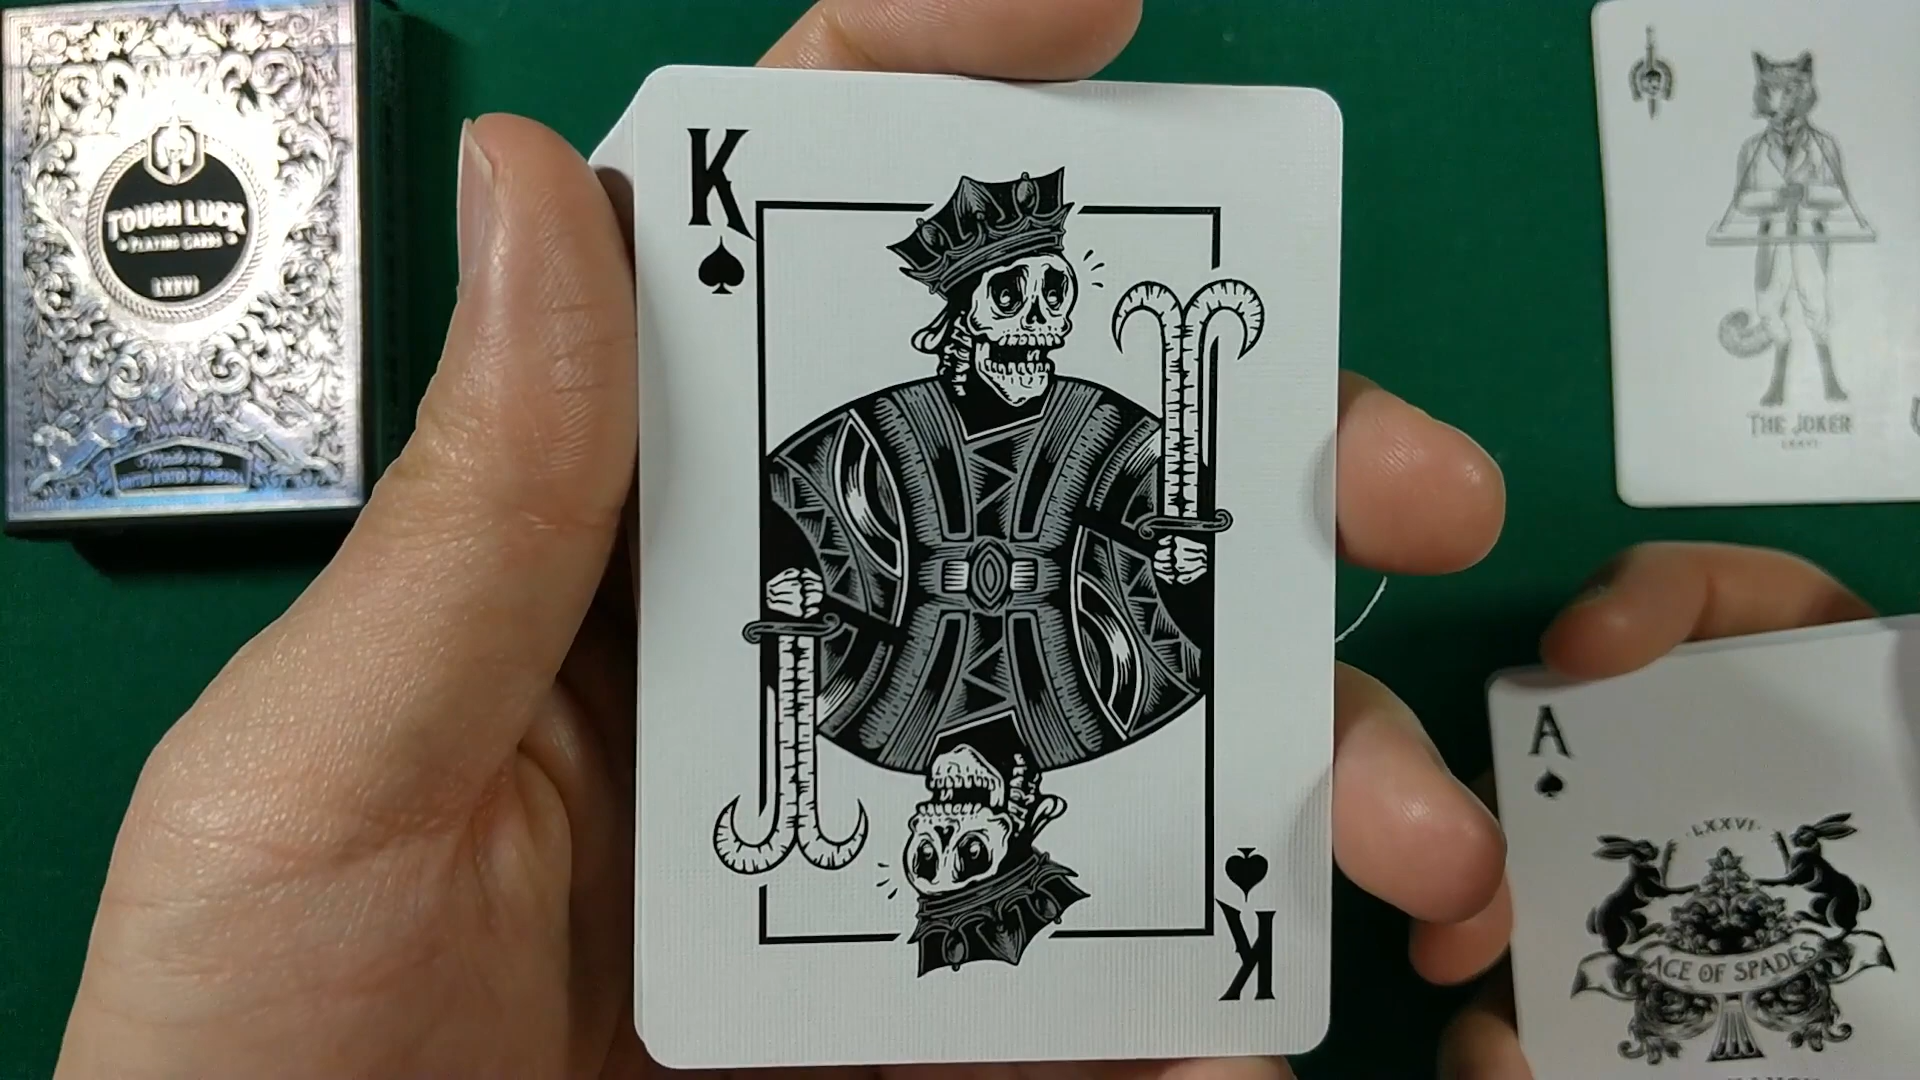 TOUGH LUCK
PLAYING CARDS
LXXVI
K
K
THE JOKER
LXXVI
A
LXXVI
ACE OF SPADES